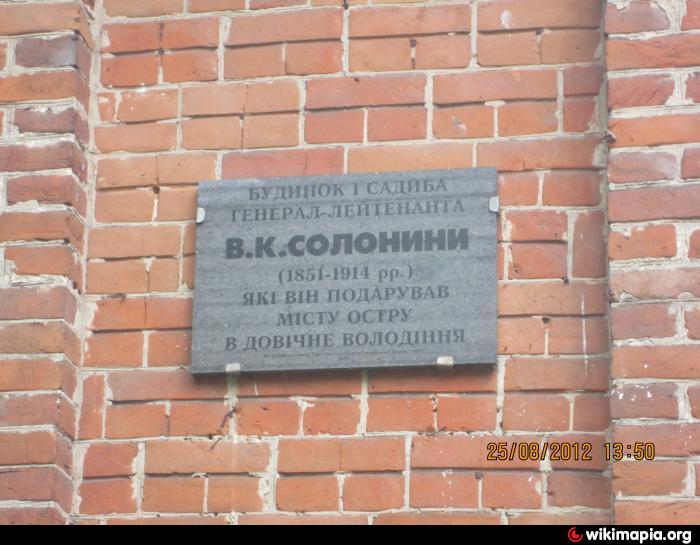 БУДИНОК І САДИБА
ГЕНЕРАЛ-ЛЕЙТЕНАНТА
В.К.СОЛОНИНИ
(1851-1914 рр.)
ЯКІ ВІН ПОДАРУВАВ
МІСТУ ОСТРУ
В ДОВІЧНЕ ВОЛОДІННЯ
25/08/2012 13:50
wikimapia.org